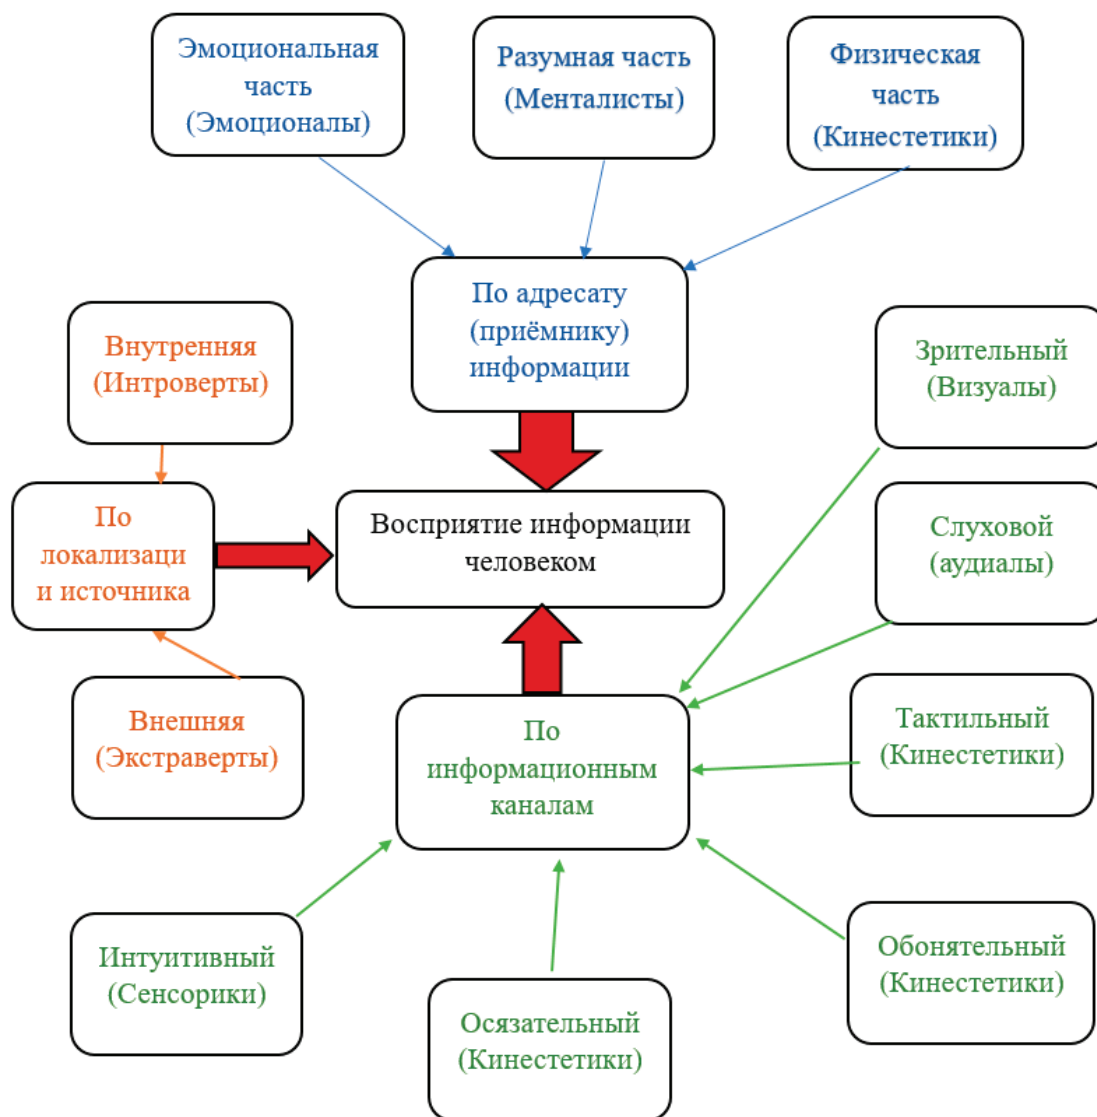 Эмоциональная
часть
(Эмоционалы)
Разумная часть
(Менталисты)
Физическая
часть
(Кинестетики)
По адресату
(приёмнику)
информации
Внутренняя
(Интроверты)
Зрительный
(Визуалы)
По
локализаци
и источника
Восприятие информации
человеком
Слуховой
(аудиалы)
Внешняя
(Экстраверты)
По
информационным
каналам
Тактильный
(Кинестетики)
Интуитивный
(Сенсорики)
Осязательный
(Кинестетики)
Обонятельный
(Кинестетики)